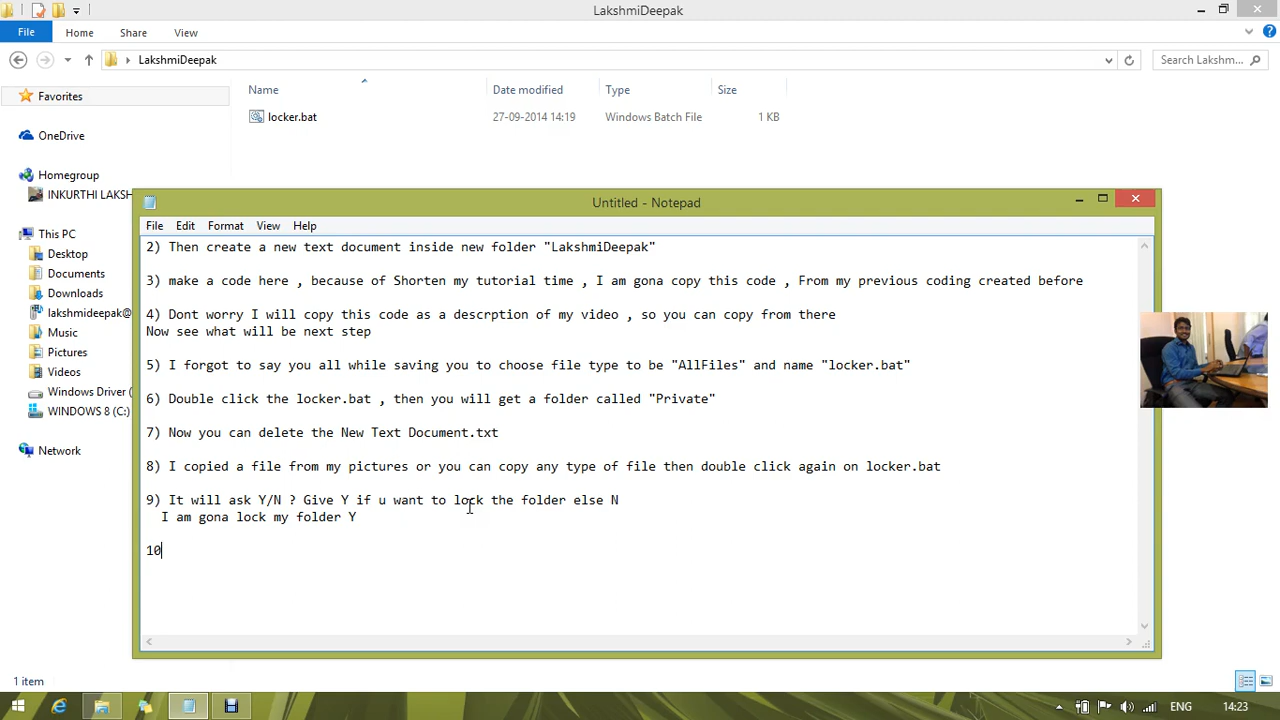 LakshmiDeepak
File Home Share View
LakshmiDeepak
Search Lakshm...
Name Date modified Type Size
Favorites
locker.bat 27-09-2014 14:19 Windows Batch File 1 KB
OneDrive
Homegroup
INKURTHI LAKSH
This PC
Desktop
Documents
Downloads
lakshmideepak@
Music
Pictures
Videos
Windows Driver (
WINDOWS 8 (C:)
Network
Untitled - Notepad
File Edit Format View Help
2) Then create a new text document inside new folder "LakshmiDeepak"
3) make a code here , because of Shorten my tutorial time , I am gona copy this code , From my previous coding created before
4) Dont worry I will copy this code as a descrption of my video , so you can copy from there
Now see what will be next step
5) I forgot to say you all while saving you to choose file type to be "AllFiles" and name "locker.bat"
6) Double click the locker.bat , then you will get a folder called "Private"
7) Now you can delete the New Text Document.txt
8) I copied a file from my pictures or you can copy any type of file then double click again on locker.bat
9) It will ask Y/N ? Give Y if u want to lock the folder else N
I am gona lock my folder Y
10
1 item
ENG 14:23